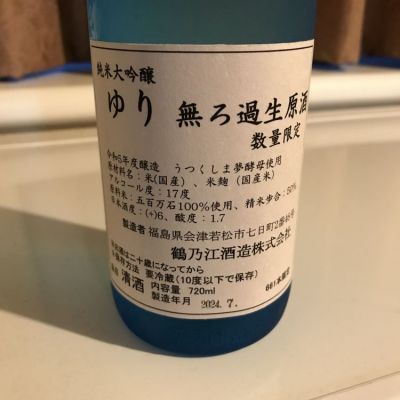 純米大吟醸
ゆり 無ろ過生原酒
数量限定
令和6年度醸造 うつくしま夢酵母使用
原材料名：米(国産)、米麹（国産米）
アルコール度：17度
原料米：五百万石100%使用、精米歩合：50%
日本酒度：(+)6、酸度：1.7
製造者 福島県会津若松市七日町2番46号
鶴乃江酒造株式会社
お酒は二十歳になってから
保存方法 要冷蔵(10度以下で保存)
品目 清酒 内容量 720ml
製造年月 2024.7.